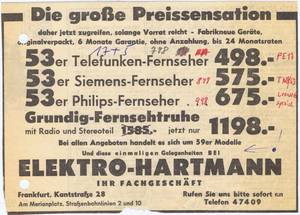 Die große Preissensation
daher jetzt zugreifen, solange Vorrat reicht - Fabrikneue Geräte,
originalverpackt, 6 Monate Garantie, ohne Anzahlung, bis 24 Monatsraten
53er Telefunken-Fernseher 498.-
53er Siemens-Fernseher 575.-
53er Philips-Fernseher 675.-
Grundig-Fernsehtruhe
mit Radio und Stereoteil 1585.- jetzt nur 1198.-
Bei allen Angeboten handelt es sich um 59er Modelle
Und diese einmaligen Gelegenheiten BEI
ELEKTRO-HARTMANN
IHR FACHGESCHÄFT
Frankfurt, Kantstraße 28 Rufen Sie uns bitte sofort an
Am Merianplatz, Straßenbahnlinien 2 und 10 Telefon 47409